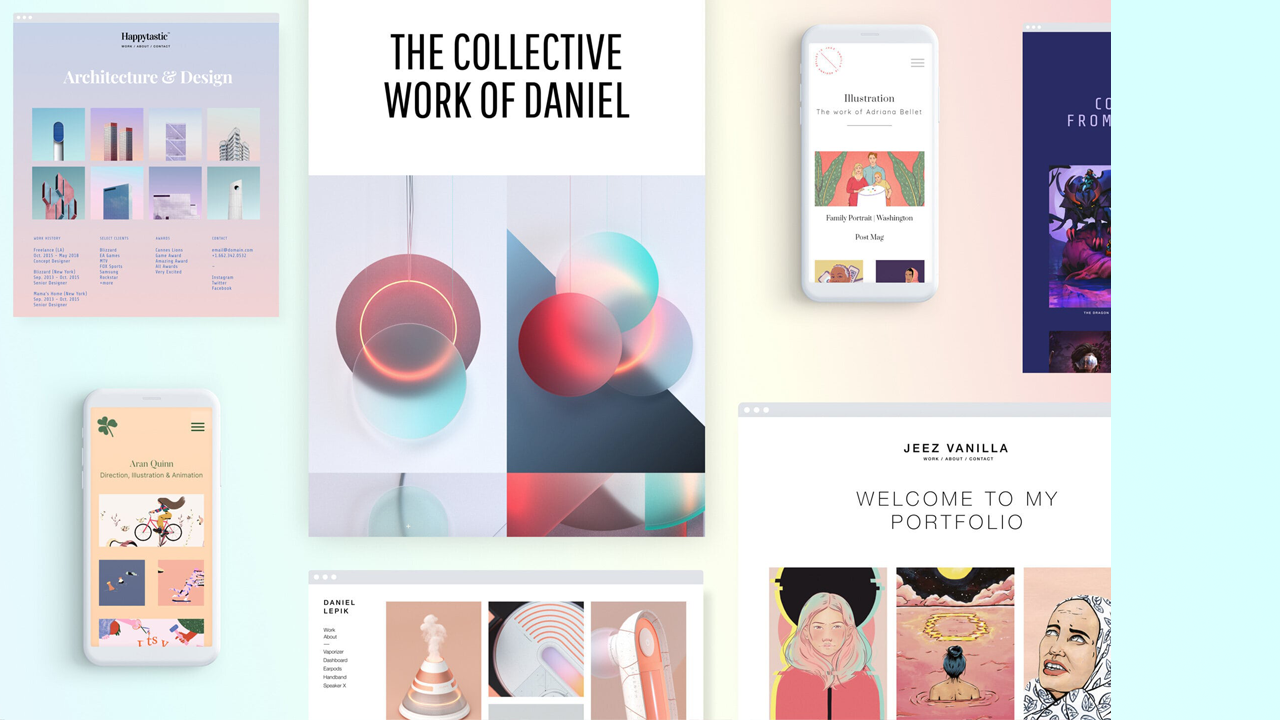 Happytastic
WORK / ABOUT / CONTACT
Architecture & Design
WORK HISTORY
Freelance (LA)
Oct. 2015 – May 2018
Concept Designer
Blizzard (New York)
Sep. 2013 - Oct. 2015
Senior Designer
Mama's Home (New York)
Sep. 2013 - Oct. 2015
Senior Designer
SELECT CLIENTS
Blizzard
EA Games
MTV
FOX Sports
Samsung
Rockstar
+more
AWARDS
Cannes Lions
Game Award
Amazing Award
All Awards
Very Excited
CONTACT
email@domain.com
+1.662.342.8532
Instagram
Twitter
Facebook
THE COLLECTIVE
WORK OF DANIEL
Illustration
The work of Adriana Bellet
Family Portrait | Washington
Post Mag
CO
FROM
THE DRAGON
Aran Quinn
Direction, Illustration & Animation
DANIEL
LEPIK
Work
About
—
Vaporizer
Dashboard
Earpods
Handband
Speaker X
JEEZ VANILLA
WORK / ABOUT / CONTACT
WELCOME TO MY
PORTFOLIO